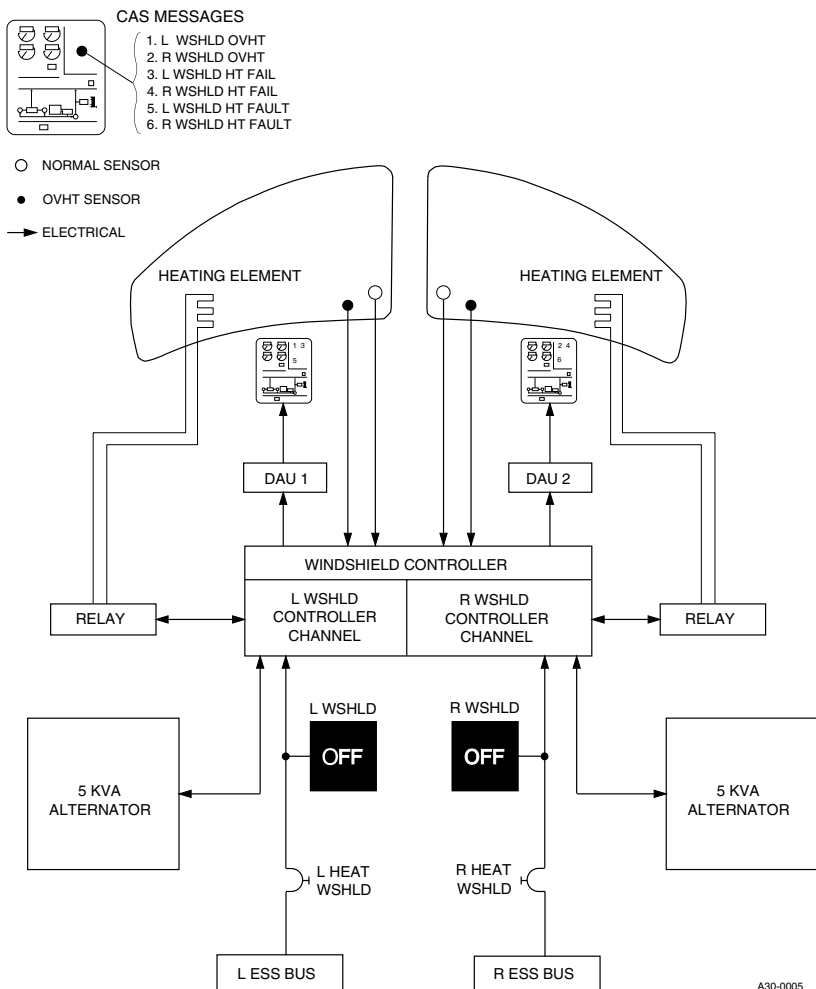 CAS MESSAGES
1. L WSHLD OVHT
2. R WSHLD OVHT
3. L WSHLD HT FAIL
4. R WSHLD HT FAIL
5. L WSHLD HT FAULT
6. R WSHLD HT FAULT
NORMAL SENSOR
OVHT SENSOR
ELECTRICAL
HEATING ELEMENT
HEATING ELEMENT
1 3
5
2 4
6
DAU 1
DAU 2
WINDSHIELD CONTROLLER
L WSHLD
CONTROLLER
CHANNEL
R WSHLD
CONTROLLER
CHANNEL
RELAY
RELAY
L WSHLD
OFF
R WSHLD
OFF
5 KVA
ALTERNATOR
5 KVA
ALTERNATOR
L HEAT
WSHLD
R HEAT
WSHLD
L ESS BUS
R ESS BUS
A30-0005